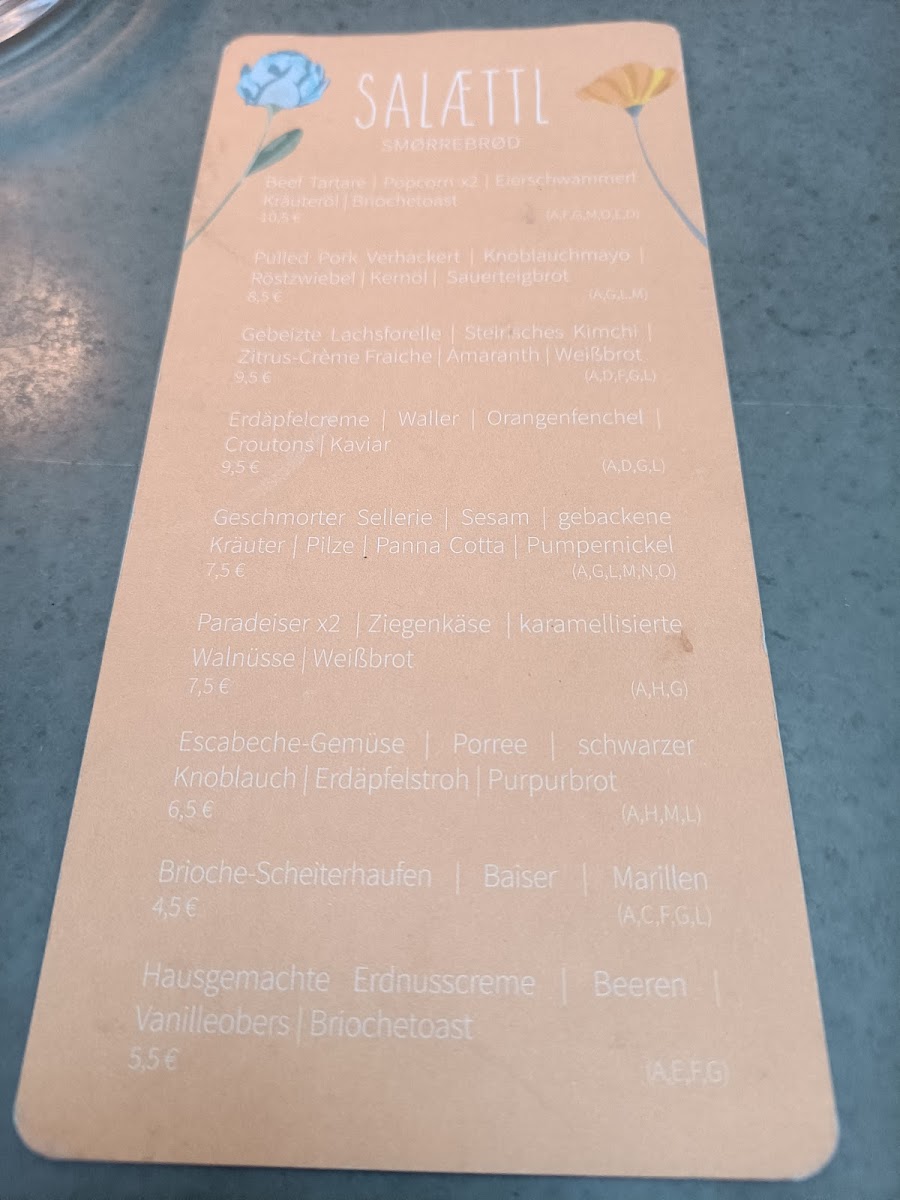 SALÆTTL
SMØRREBRØD
Beef Tartare | Popcorn x2 | Eierschwammerl
Kräuteröl | Briochetoast
10,5 €
Pulled Pork Verhackert | Knoblauchmayo |
Röstzwiebel | Kernöl | Sauerteigbrot
8,5 € (A,G,L,M)
Gebeizte Lachsforelle | Steirisches Kimchi |
Zitrus-Crème Fraiche | Amaranth | Weißbrot
9,5 € (A,D,F,G,L)
Erdäpfelcreme | Waller | Orangenfenchel |
Croutons | Kaviar
9,5 € (A,D,G,L)
Geschmorter Sellerie | Sesam | gebackene
Kräuter | Pilze | Panna Cotta | Pumpernickel
7,5 € (A,G,L,M,N,O)
Paradeiser x2 | Ziegenkäse | karamellisierte
Walnüsse | Weißbrot
7,5 € (A,H,G)
Escabeche-Gemüse | Porree | schwarzer
Knoblauch | Erdäpfelstroh | Purpurbrot
6,5 € (A,H,M,L)
Brioche-Scheiterhaufen | Baiser | Marillen
4,5 € (A,C,F,G,L)
Hausgemachte Erdnusscreme | Beeren |
Vanilleobers | Briochetoast
5,5 € (A,E,F,G)